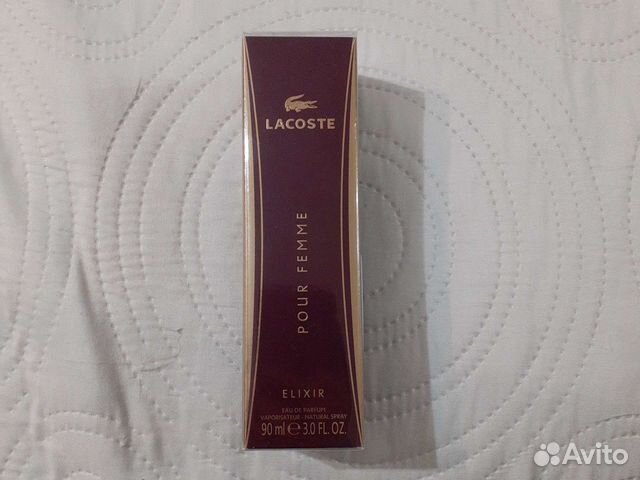 LACOSTE
POUR FEMME
ELIXIR
EAU DE PARFUM
VAPORISATEUR - NATURAL SPRAY
90 ml ℮ 3.0 FL. OZ.
Avito